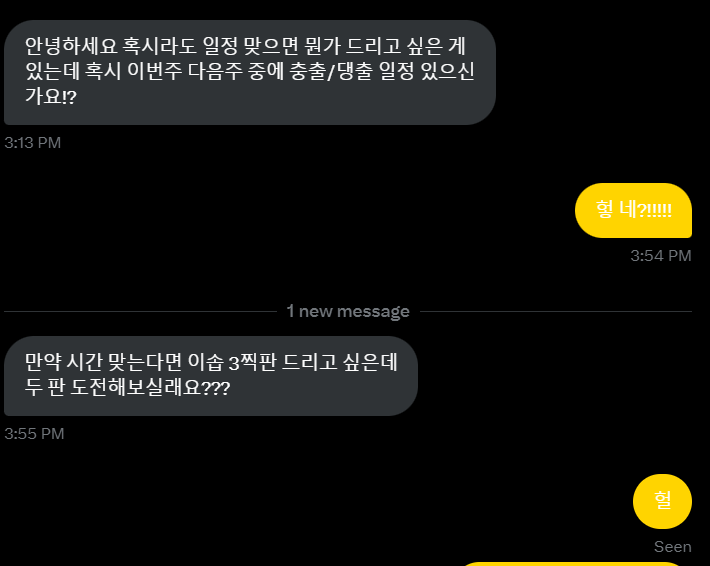 안녕하세요 혹시라도 일정 맞으면 뭔가 드리고 싶은 게
있는데 혹시 이번주 다음주 중에 충출/댕출 일정 있으신
가요!?
3:13 PM
헣 네?!!!!!
3:54 PM
1 new message
만약 시간 맞는다면 이솝 3찍판 드리고 싶은데
두 판 도전해보실래요???
3:55 PM
헐
Seen